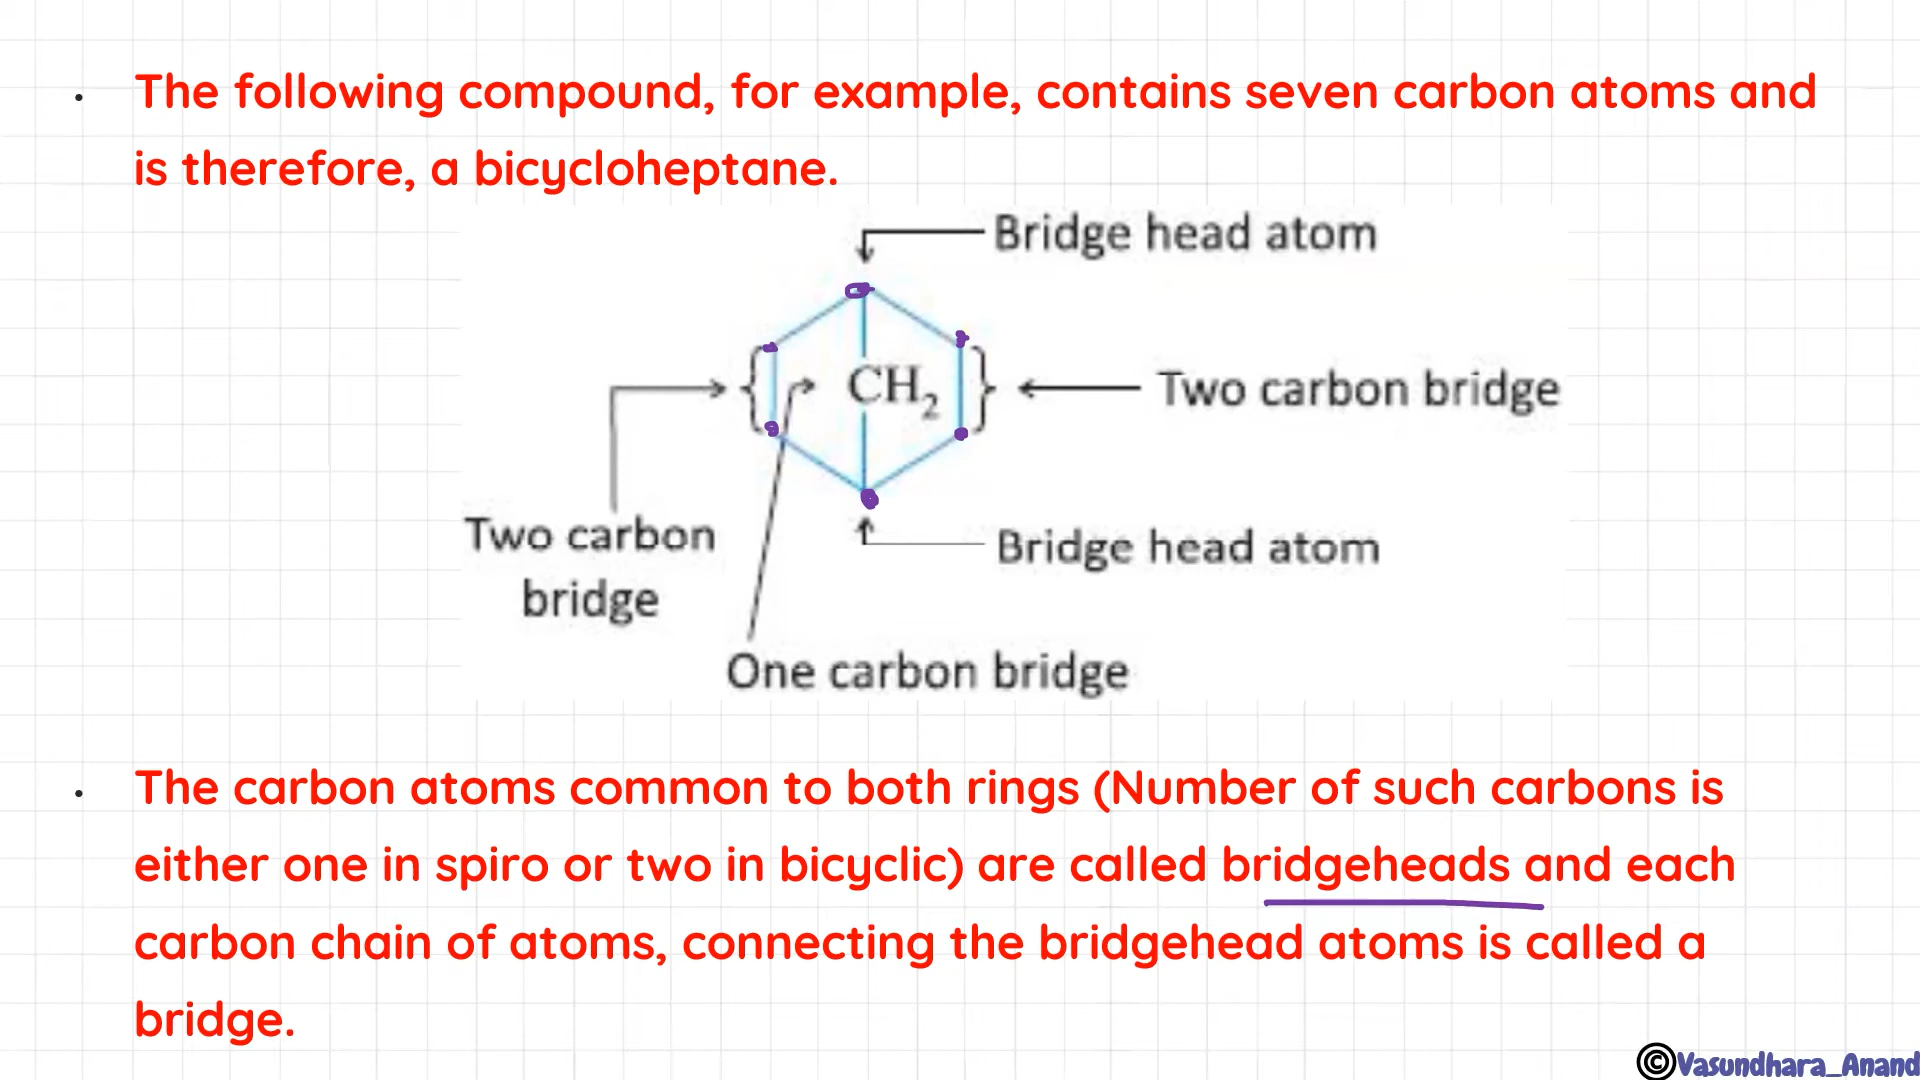 The following compound, for example, contains seven carbon atoms and
is therefore, a bicycloheptane.
Bridge head atom
CH₂
Two carbon bridge
Two carbon
bridge
Bridge head atom
One carbon bridge
The carbon atoms common to both rings (Number of such carbons is
either one in spiro or two in bicyclic) are called bridgeheads and each
carbon chain of atoms, connecting the bridgehead atoms is called a
bridge.
©Vasundhara_Anand